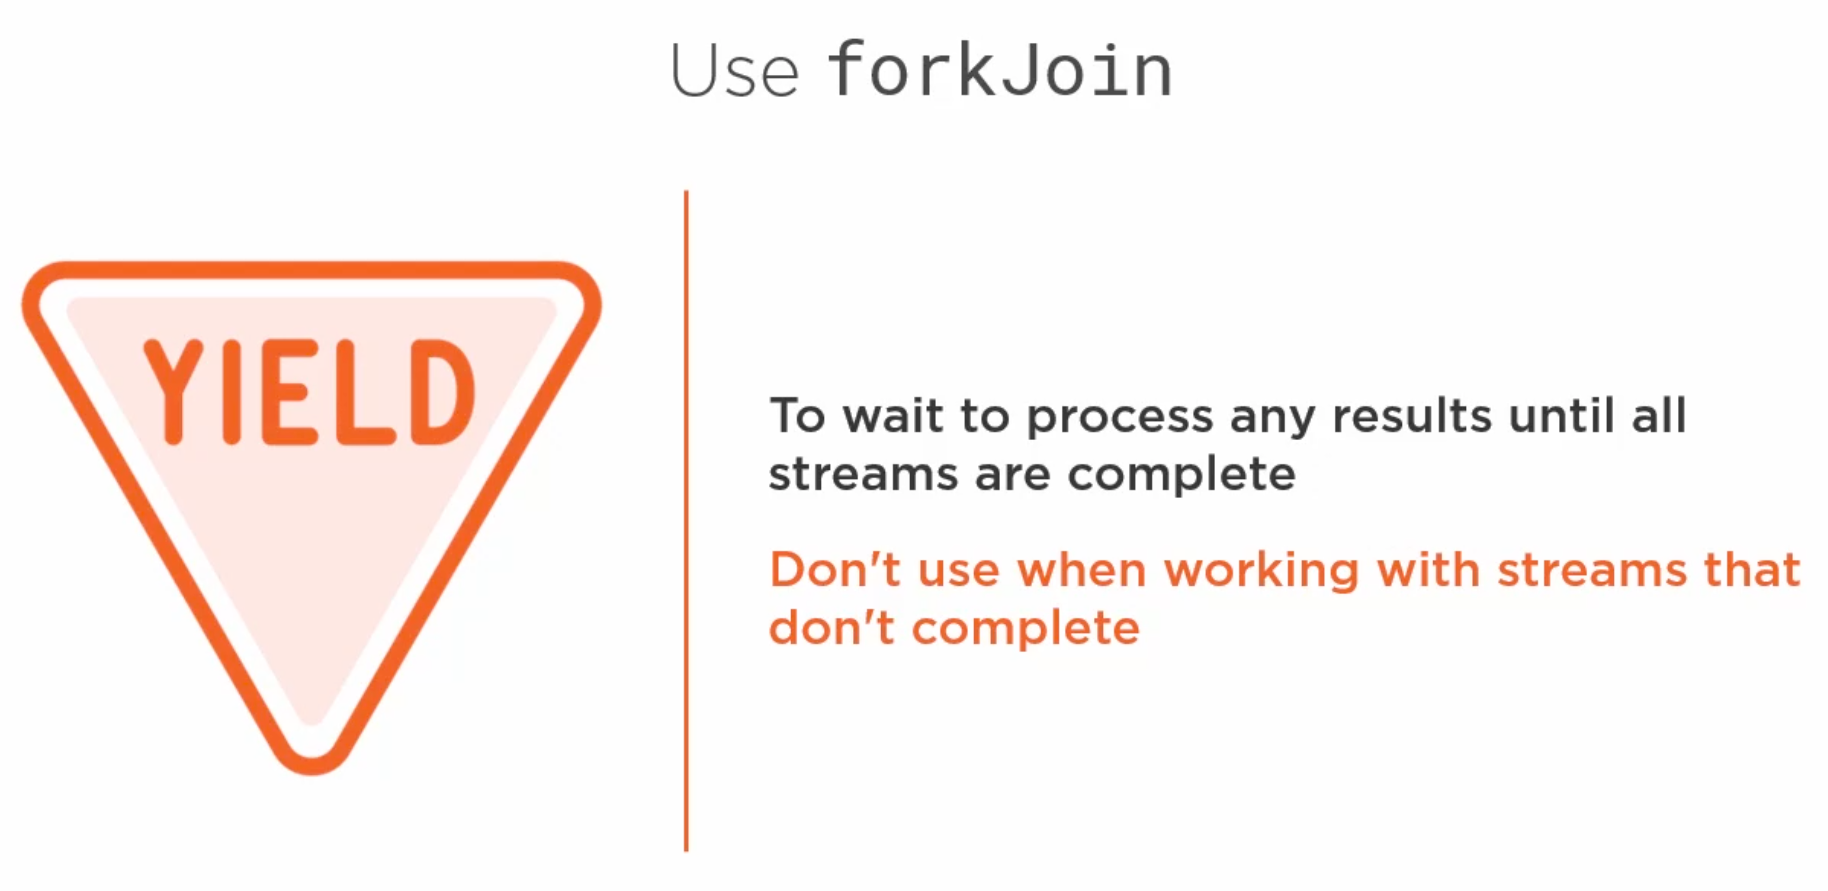 Use forkJoin
YIELD
To wait to process any results until all
streams are complete
Don't use when working with streams that
don't complete